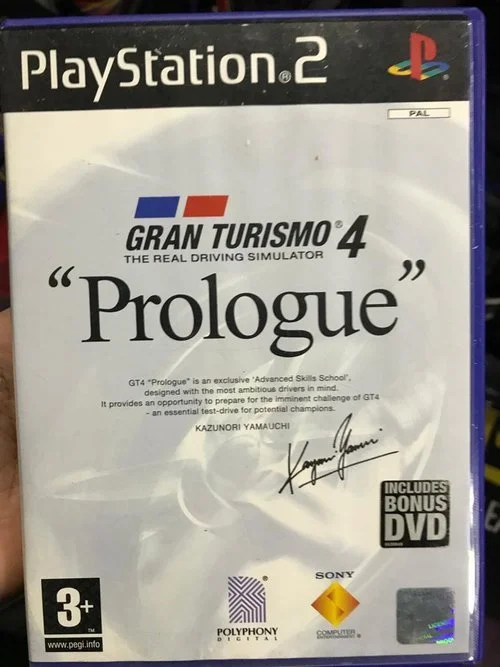 PlayStation®2
PAL
GRAN TURISMO®4
THE REAL DRIVING SIMULATOR
“Prologue”
GT4 "Prologue" is an exclusive 'Advanced Skills School',
designed with the most ambitious drivers in mind.
It provides an opportunity to prepare for the imminent challenge of GT4
- an essential test-drive for potential champions.
KAZUNORI YAMAUCHI
INCLUDES
BONUS
DVD
3+
™
www.pegi.info
POLYPHONY
DIGITAL
SONY
COMPUTER
ENTERTAINMENT